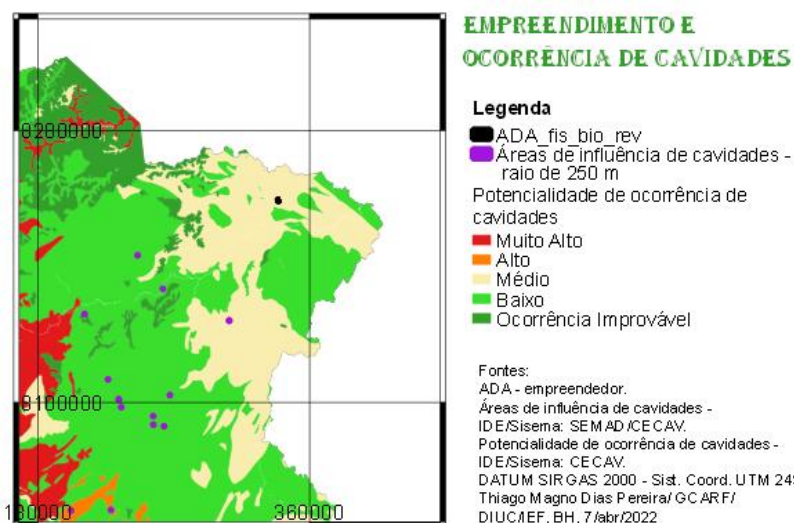 EMPREENDIMENTO E
OCORRÊNCIA DE CAVIDADES
Legenda
ADA_fis_bio_rev
Áreas de influência de cavidades -
raio de 250 m
Potencialidade de ocorrência de
cavidades
Muito Alto
Alto
Médio
Baixo
Ocorrência Improvável
Fontes:
ADA - empreendedor.
Áreas de influência de cavidades -
IDE/Sisema: SEMAD/CECAV.
Potencialidade de ocorrência de cavidades -
IDE/Sisema: CECAV.
DATUM SIRGAS 2000 - Sist. Coord. UTM
Thiago Magno Dias Pereira/ GCARF/
DIUC/IEF. BH, 7/abr/2022
8280000
8100000
180000
360000